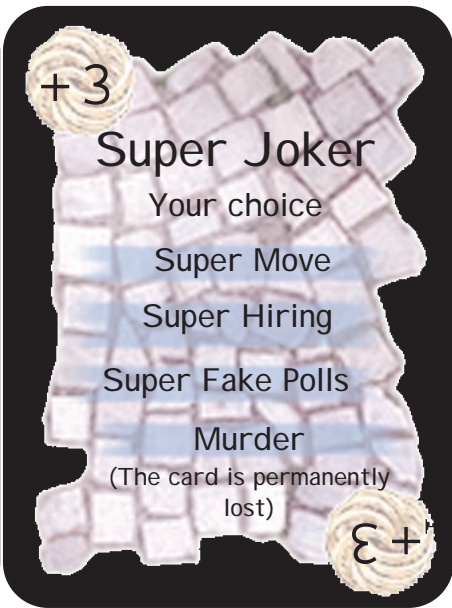 +3
Super Joker
Your choice
Super Move
Super Hiring
Super Fake Polls
Murder
(The card is permanently
lost)
+3